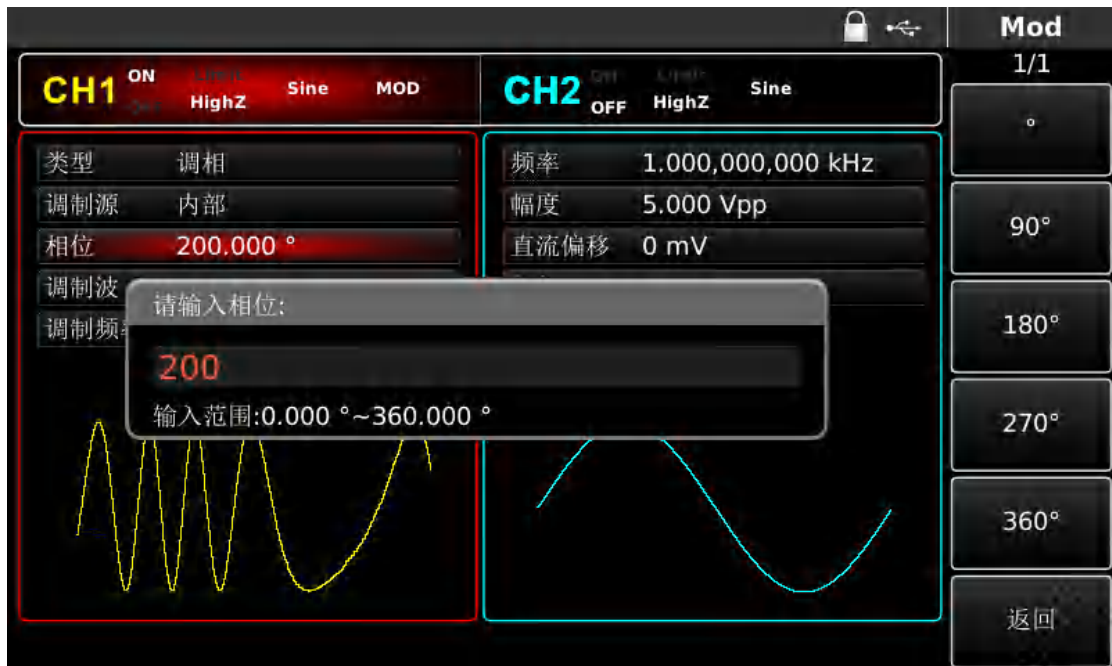 Mod
1/1
CH1 ON HighZ Sine MOD
CH2 OFF HighZ Sine
类型 调相
调制源 内部
相位 200.000 °
调制波
调制频
频率 1.000,000,000 kHz
幅度 5.000 Vpp
直流偏移 0 mV
请输入相位:
200
输入范围:0.000 °~360.000 °
°
90°
180°
270°
360°
返回